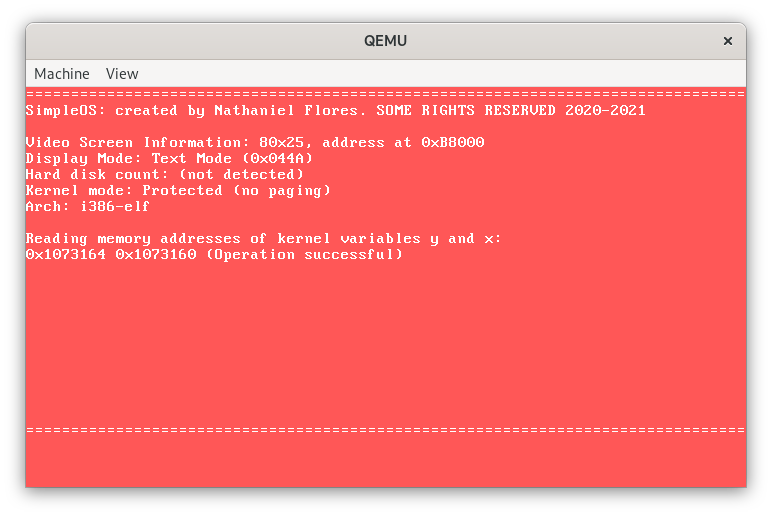 QEMU
×
Machine View
================================================================================
SimpleOS: created by Nathaniel Flores. SOME RIGHTS RESERVED 2020-2021
Video Screen Information: 80x25, address at 0xB8000
Display Mode: Text Mode (0x044A)
Hard disk count: (not detected)
Kernel mode: Protected (no paging)
Arch: i386-elf
Reading memory addresses of kernel variables y and x:
0x1073164 0x1073160 (Operation successful)
================================================================================